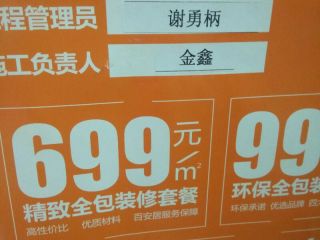 程管理员 谢勇柄
施工负责人 金鑫
699元/m²
精致全包装修套餐
高性价比 优质材料 百安居服务保障
99
环保全包
环保承诺 优选品牌